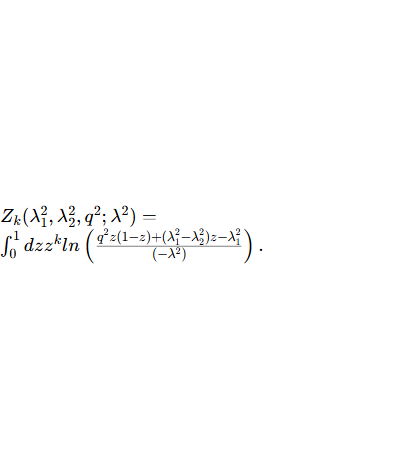 Z_k(λ_1^2, λ_2^2, q^2; λ^2) =
∫_0^1 dzz^k ln ( \frac{q^2 z(1−z)+(λ_1^2−λ_2^2)z−λ_1^2}{(−λ^2)} ) .